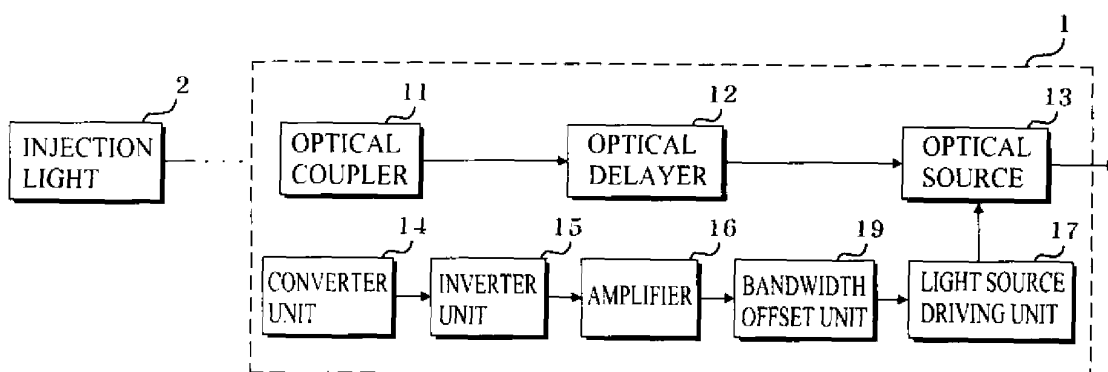 1
2
11
12
13
INJECTION
LIGHT
OPTICAL
COUPLER
OPTICAL
DELAYER
OPTICAL
SOURCE
14
15
16
19
17
CONVERTER
UNIT
INVERTER
UNIT
AMPLIFIER
BANDWIDTH
OFFSET UNIT
LIGHT SOURCE
DRIVING UNIT